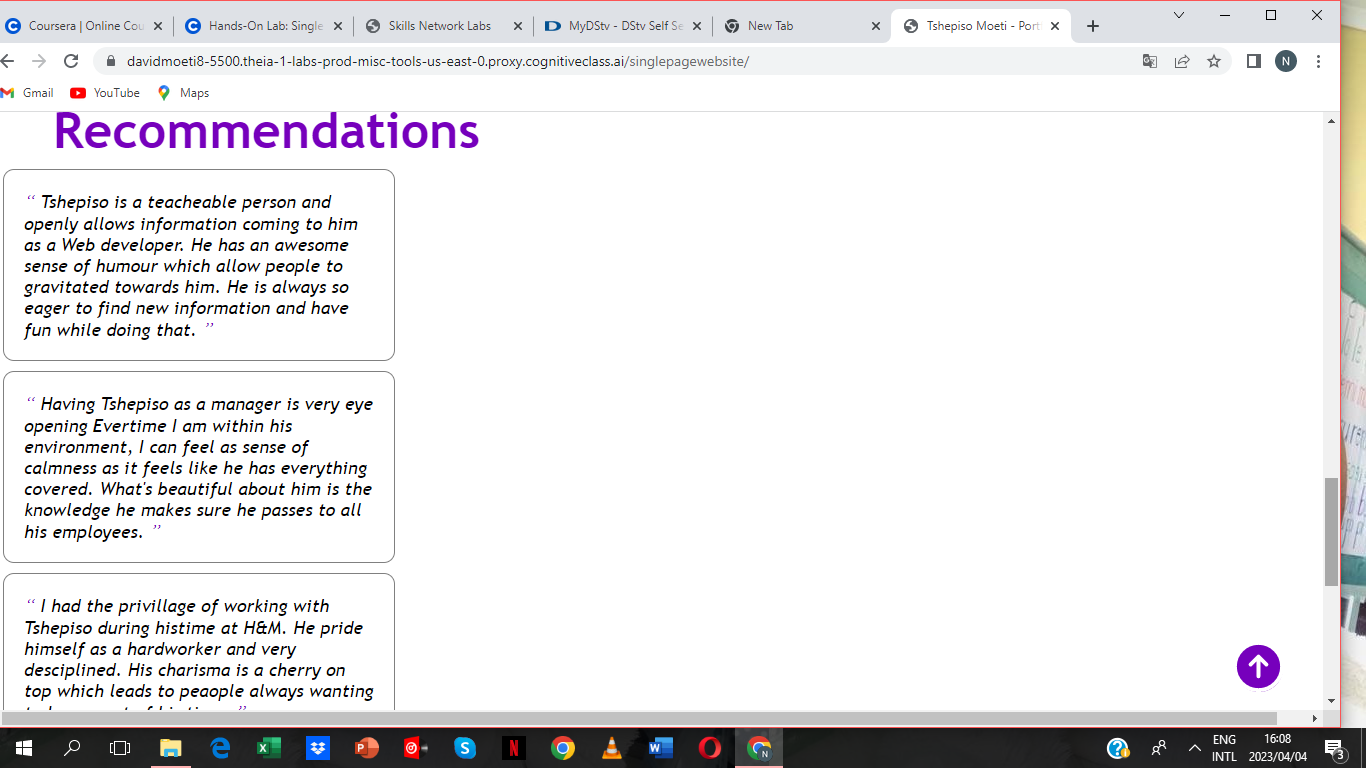 Coursera | Online Cou
Hands-On Lab: Single
Skills Network Labs
MyDStv - DStv Self Se
New Tab
Tshepiso Moeti - Port
davidmoeti8-5500.theia-1-labs-prod-misc-tools-us-east-0.proxy.cognitiveclass.ai/singlepagewebsite/
N
Gmail
YouTube
Maps
Recommendations
“ Tshepiso is a teacheable person and
openly allows information coming to him
as a Web developer. He has an awesome
sense of humour which allow people to
gravitated towards him. He is always so
eager to find new information and have
fun while doing that. ”
“ Having Tshepiso as a manager is very eye
opening Evertime I am within his
environment, I can feel as sense of
calmness as it feels like he has everything
covered. What's beautiful about him is the
knowledge he makes sure he passes to all
his employees. ”
“ I had the privillage of working with
Tshepiso during histime at H&M. He pride
himself as a hardworker and very
desciplined. His charisma is a cherry on
top which leads to peaople always wanting
ENG
INTL
16:08
2023/04/04
3